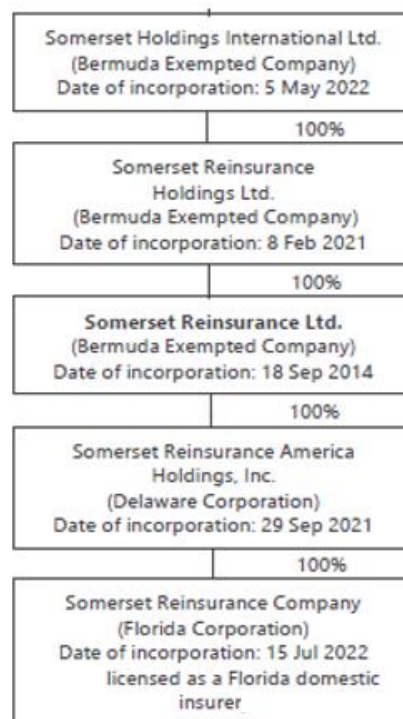 Somerset Holdings International Ltd.
(Bermuda Exempted Company)
Date of incorporation: 5 May 2022
100%
Somerset Reinsurance
Holdings Ltd.
(Bermuda Exempted Company)
Date of incorporation: 8 Feb 2021
100%
Somerset Reinsurance Ltd.
(Bermuda Exempted Company)
Date of incorporation: 18 Sep 2014
100%
Somerset Reinsurance America
Holdings, Inc.
(Delaware Corporation)
Date of incorporation: 29 Sep 2021
100%
Somerset Reinsurance Company
(Florida Corporation)
Date of incorporation: 15 Jul 2022
licensed as a Florida domestic
insurer